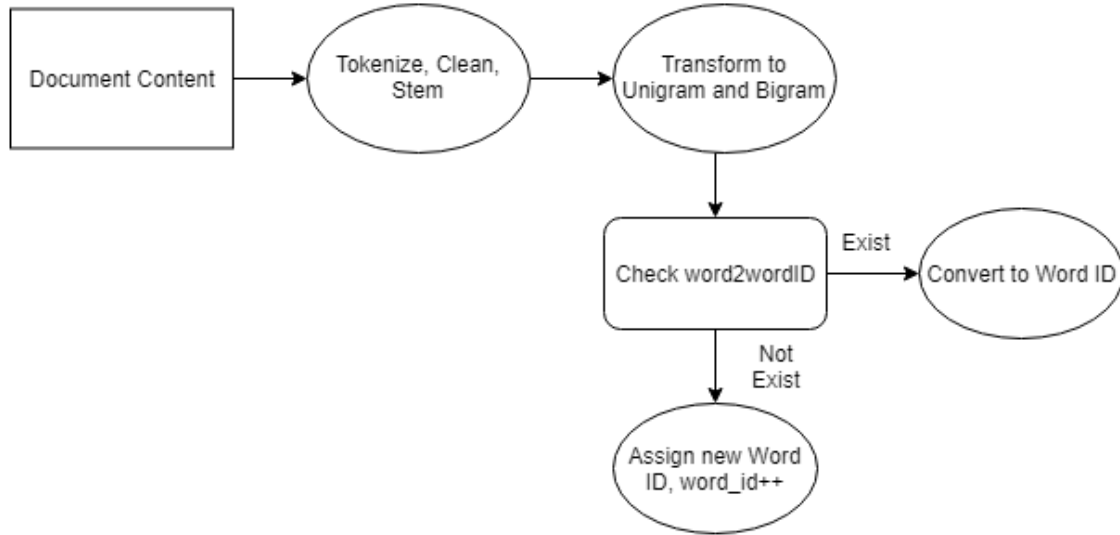 Document Content
Tokenize, Clean,
Stem
Transform to
Unigram and Bigram
Check word2wordID
Exist
Convert to Word ID
Not
Exist
Assign new Word
ID, word_id++